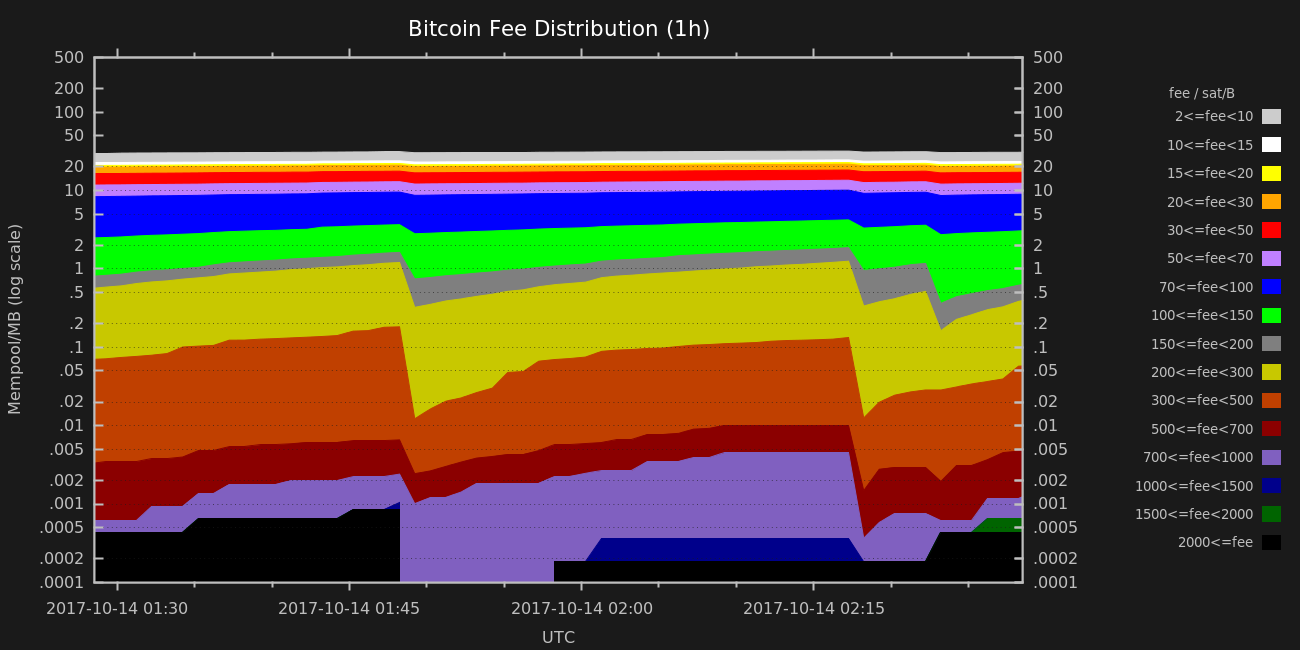 Bitcoin Fee Distribution (1h)
500 500
200 200
100 100
50 50
20 20
10 10
5 5
2 2
1 1
.5 .5
.2 .2
.1 .1
.05 .05
.02 .02
.01 .01
.005 .005
.002 .002
.001 .001
.0005 .0005
.0002 .0002
.0001 .0001
Mempool/MB (log scale)
2017-10-14 01:30 2017-10-14 01:45 2017-10-14 02:00 2017-10-14 02:15
UTC
fee / sat/B
2<=fee<10
10<=fee<15
15<=fee<20
20<=fee<30
30<=fee<50
50<=fee<70
70<=fee<100
100<=fee<150
150<=fee<200
200<=fee<300
300<=fee<500
500<=fee<700
700<=fee<1000
1000<=fee<1500
1500<=fee<2000
2000<=fee